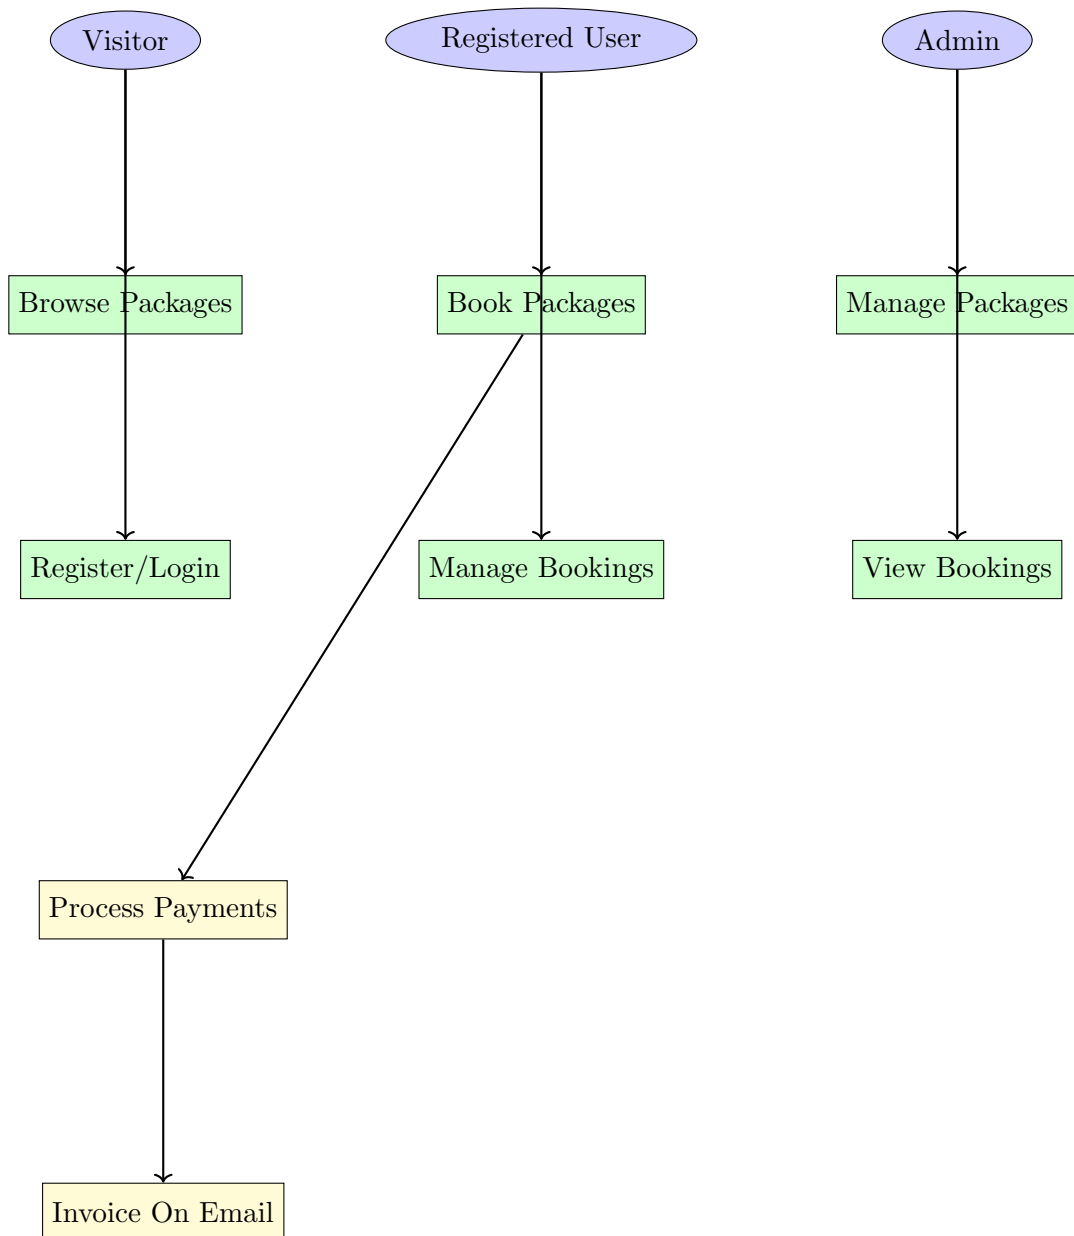 Visitor
Registered User
Admin
Browse Packages
Book Packages
Manage Packages
Register/Login
Manage Bookings
View Bookings
Process Payments
Invoice On Email